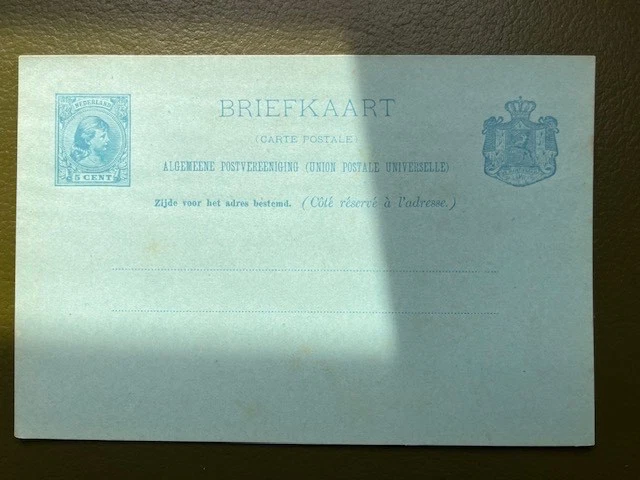 NEDERLAND
5 CENT
BRIEFKAART
(CARTE POSTALE)
ALGEMEENE POSTVEREENIGING (UNION POSTALE UNIVERSELLE)
Zijde voor het adres bestemd. (Côté réservé à l'adresse.)